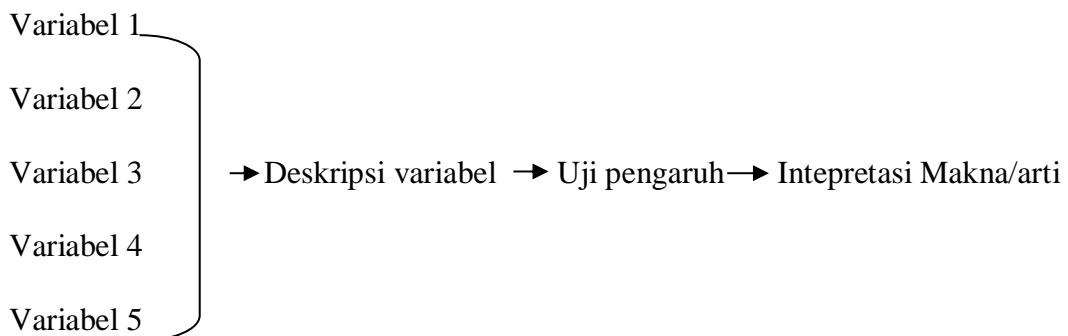 Variabel 1
Variabel 2
Variabel 3 Deskripsi variabel Uji pengaruh Intepretasi Makna/arti
Variabel 4
Variabel 5